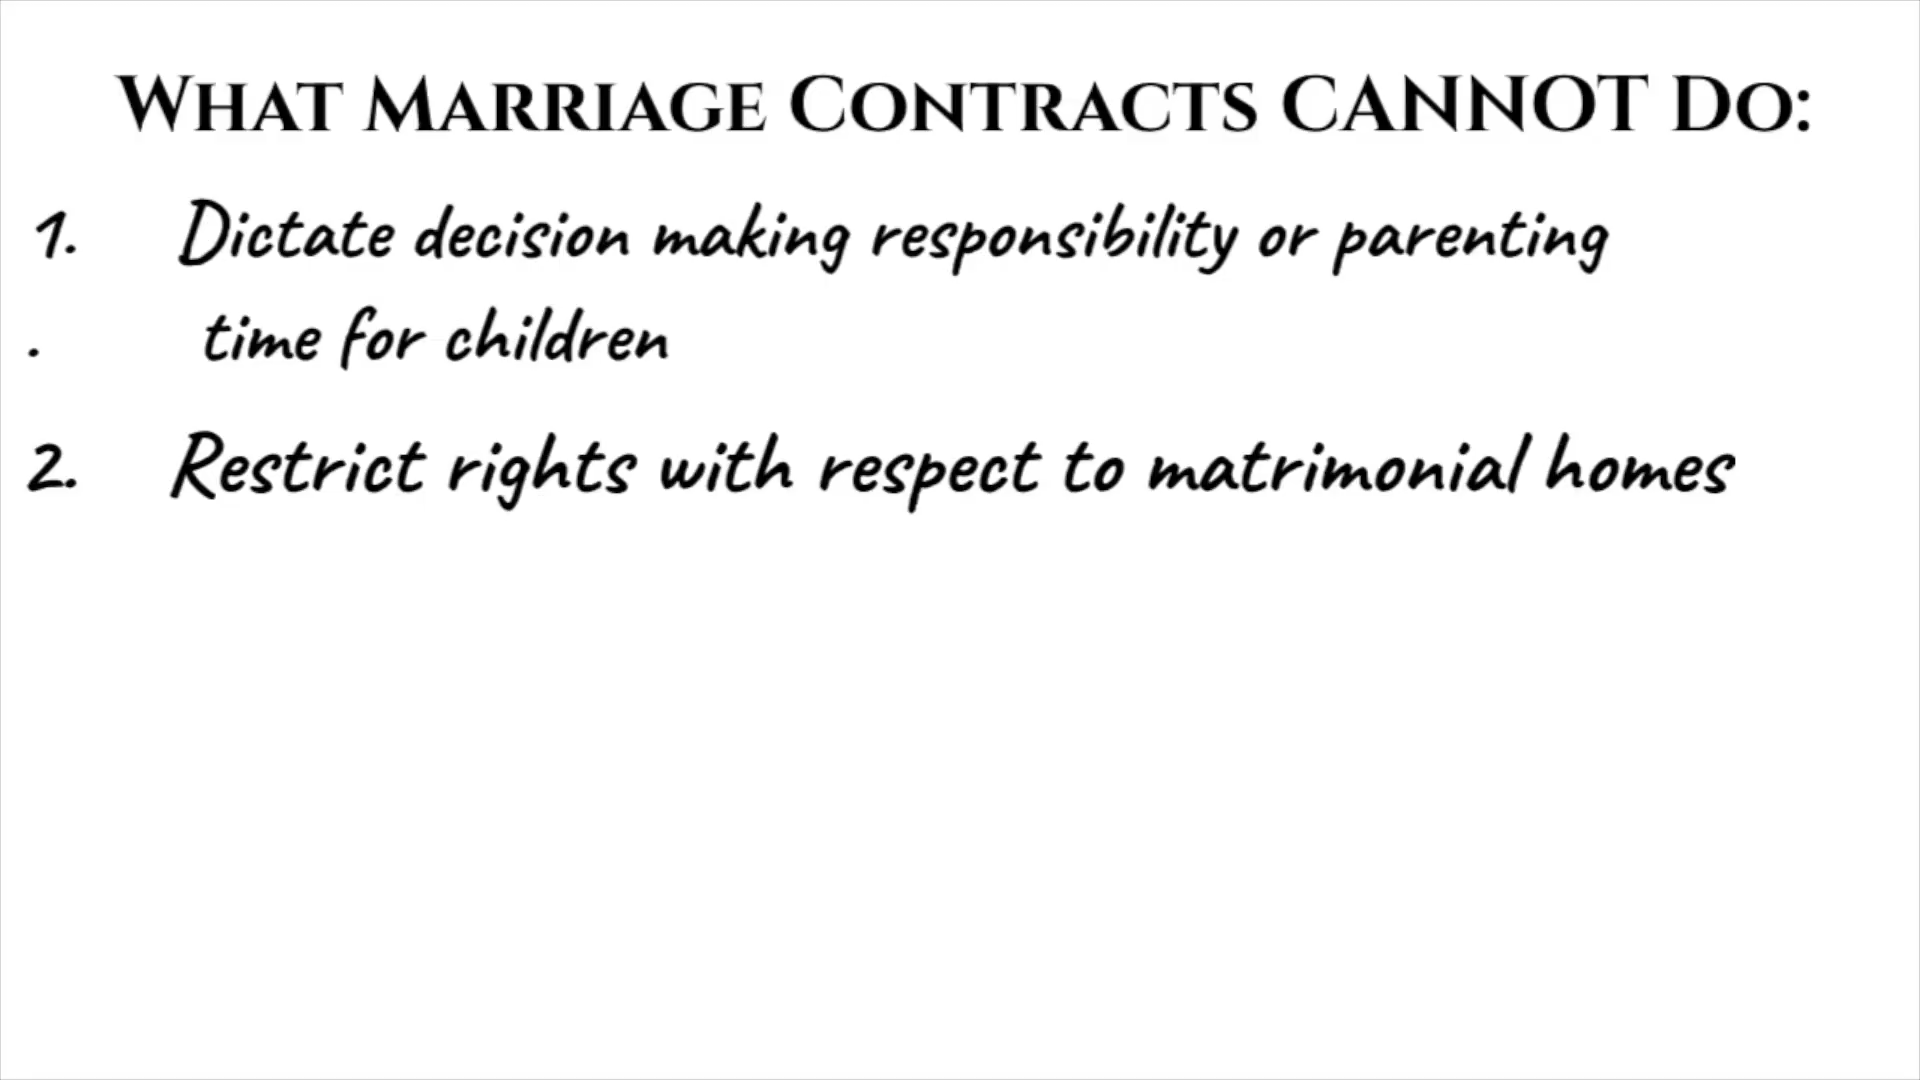 What Marriage Contracts CANNOT Do:
1. Dictate decision making responsibility or parenting
. time for children
2. Restrict rights with respect to matrimonial homes